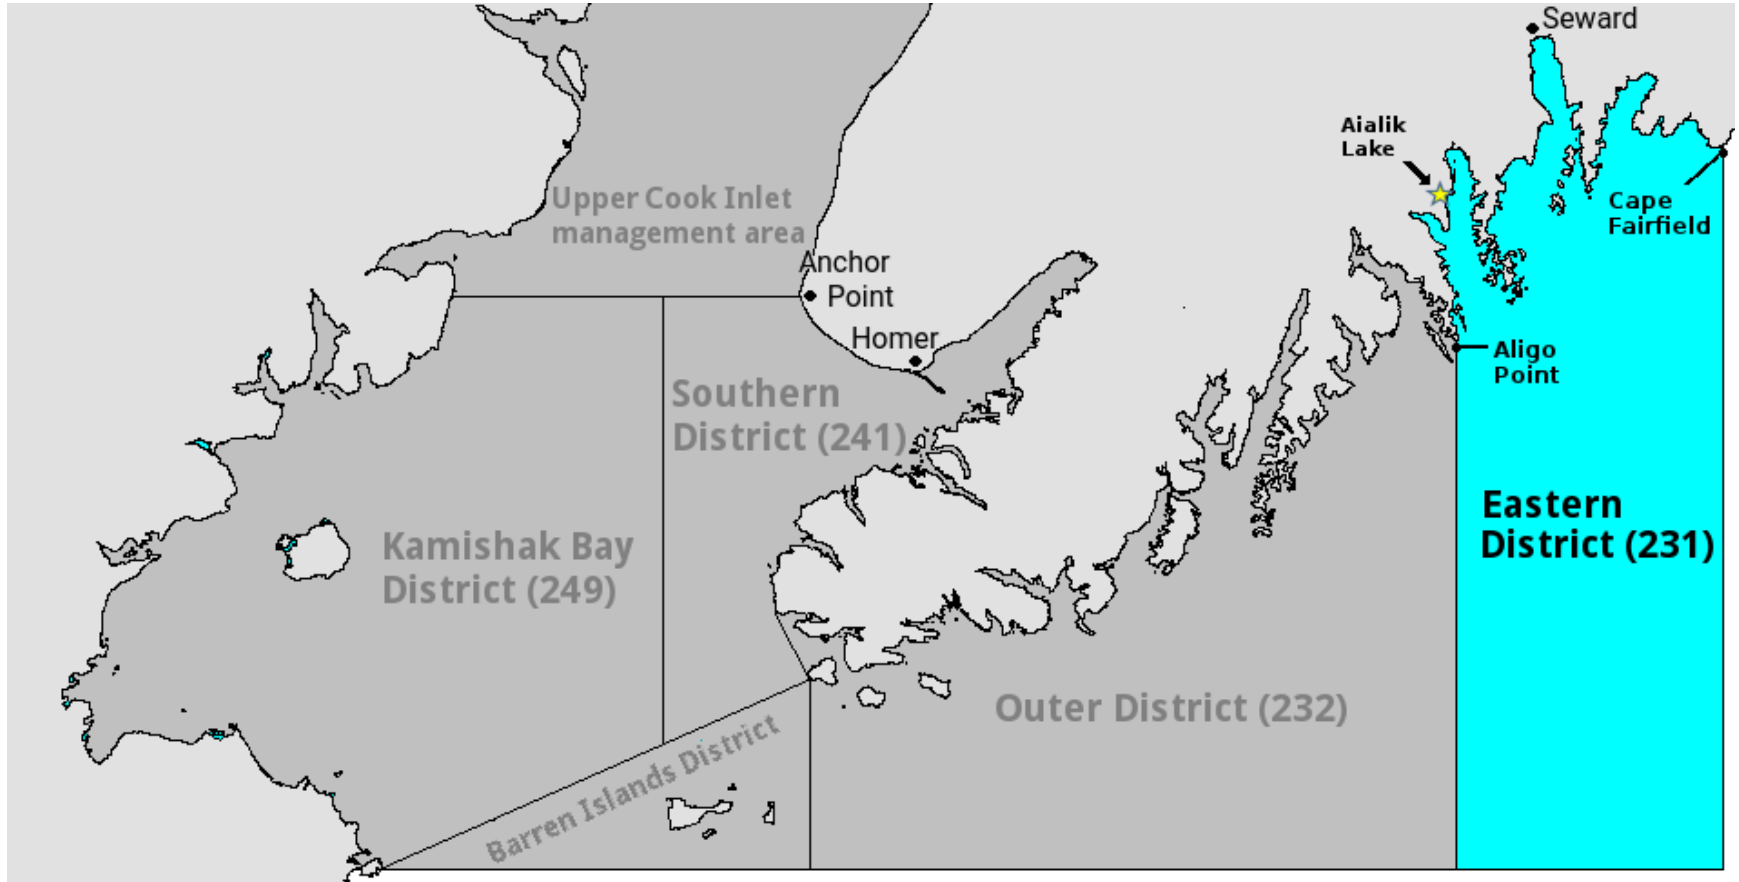 Seward
Aialik
Lake
Upper Cook Inlet
management area
Cape
Fairfield
Anchor
Point
Homer
Aligo
Point
Southern
District (241)
Eastern
District (231)
Kamishak Bay
District (249)
Outer District (232)
Barren Islands District